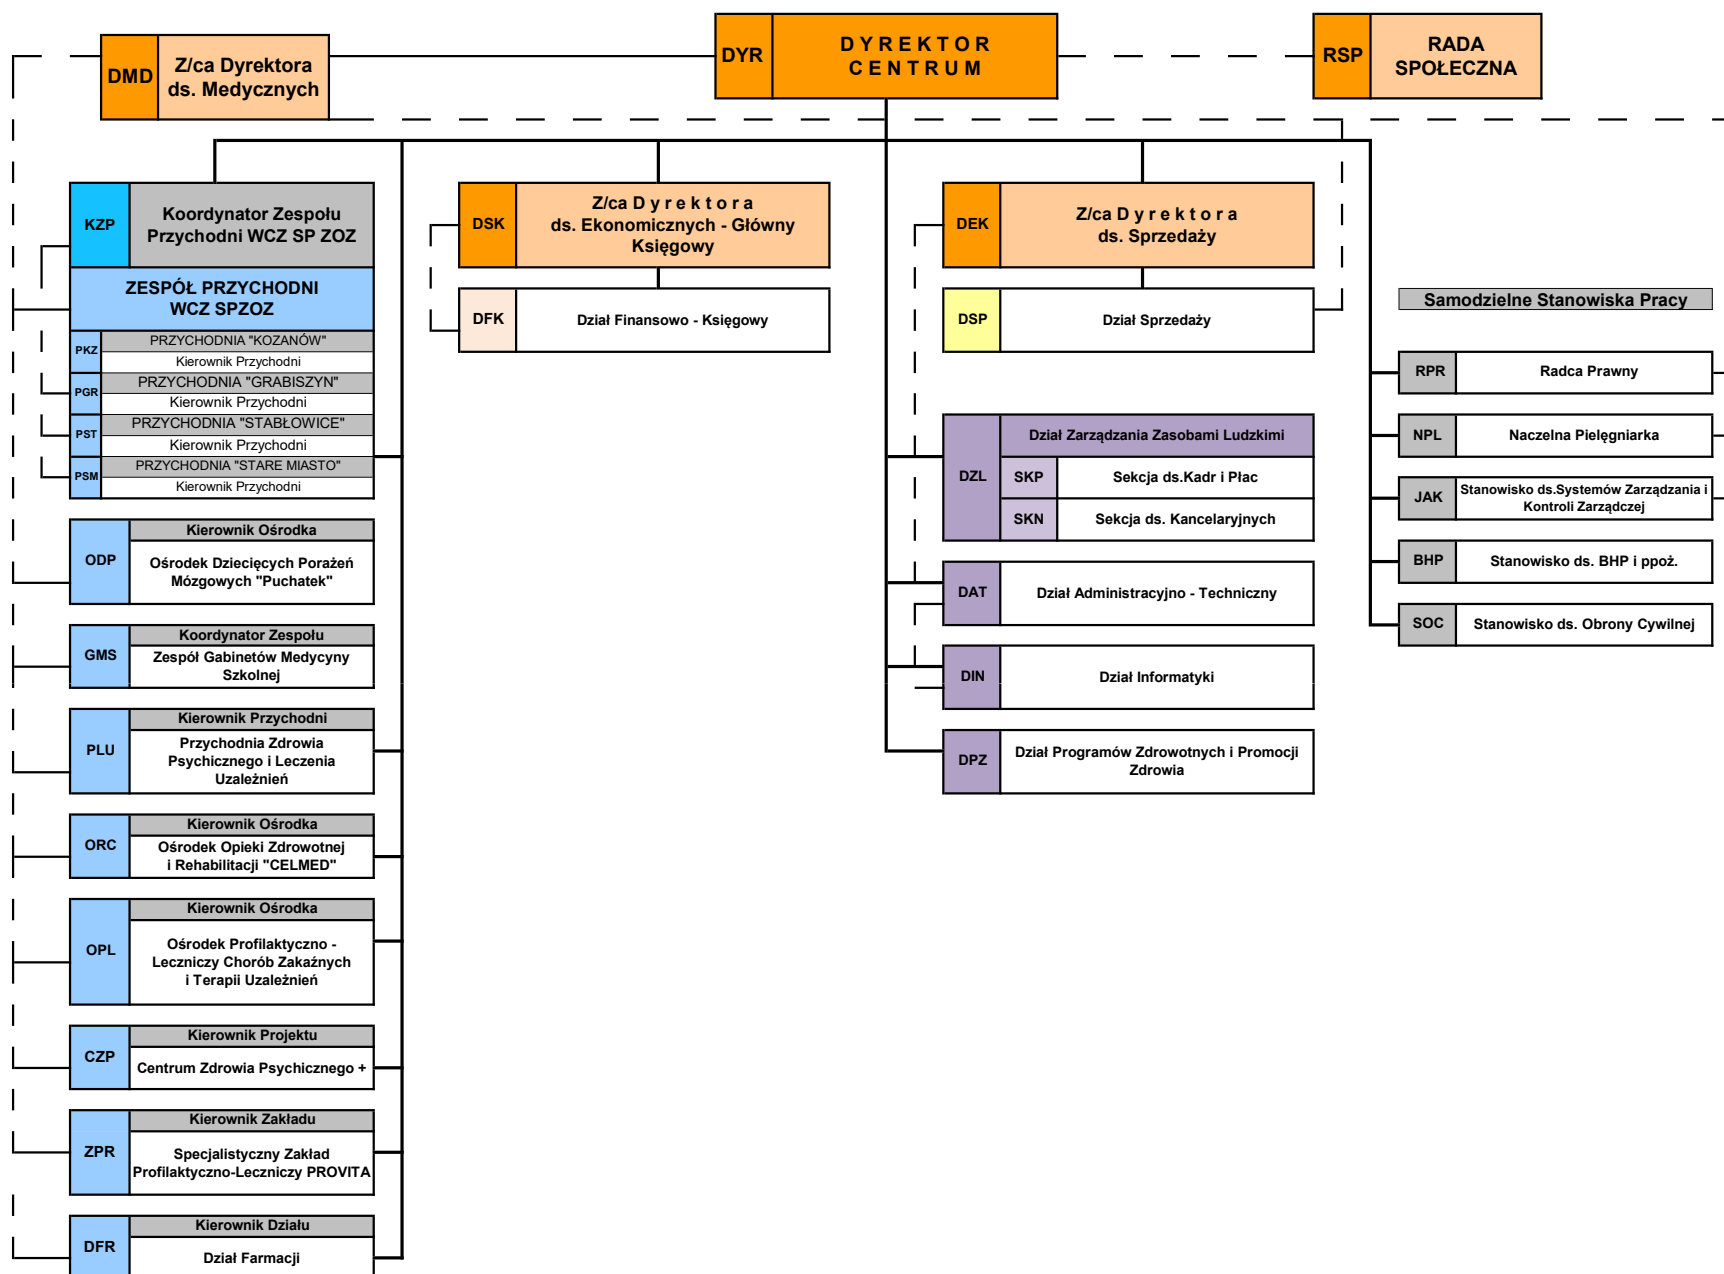 DMD
Z/ca Dyrektora
ds. Medycznych
DYR
D Y R E K T O R
C E N T R U M
RSP
RADA
SPOŁECZNA
KZP
Koordynator Zespołu
Przychodni WCZ SP ZOZ
ZESPÓŁ PRZYCHODNI
WCZ SPZOZ
PKZ
PRZYCHODNIA "KOZANÓW"
Kierownik Przychodni
PGR
PRZYCHODNIA "GRABISZYN"
Kierownik Przychodni
PST
PRZYCHODNIA "STABŁOWICE"
Kierownik Przychodni
PSM
PRZYCHODNIA "STARE MIASTO"
Kierownik Przychodni
ODP
Kierownik Ośrodka
Ośrodek Dziecięcych Porażeń
Mózgowych "Puchatek"
GMS
Koordynator Zespołu
Zespół Gabinetów Medycyny
Szkolnej
PLU
Kierownik Przychodni
Przychodnia Zdrowia
Psychicznego i Leczenia
Uzależnień
ORC
Kierownik Ośrodka
Ośrodek Opieki Zdrowotnej
i Rehabilitacji "CELMED"
OPL
Kierownik Ośrodka
Ośrodek Profilaktyczno -
Leczniczy Chorób Zakaźnych
i Terapii Uzależnień
CZP
Kierownik Projektu
Centrum Zdrowia Psychicznego +
ZPR
Kierownik Zakładu
Specjalistyczny Zakład
Profilaktyczno-Leczniczy PROVITA
DFR
Kierownik Działu
Dział Farmacji
DSK
Z/ca D y r e k t o r a
ds. Ekonomicznych - Główny
Księgowy
DFK
Dział Finansowo - Księgowy
DEK
Z/ca D y r e k t o r a
ds. Sprzedaży
DSP
Dział Sprzedaży
DZL
Dział Zarządzania Zasobami Ludzkimi
SKP
Sekcja ds.Kadr i Płac
SKN
Sekcja ds. Kancelaryjnych
DAT
Dział Administracyjno - Techniczny
DIN
Dział Informatyki
DPZ
Dział Programów Zdrowotnych i Promocji
Zdrowia
Samodzielne Stanowiska Pracy
RPR
Radca Prawny
NPL
Naczelna Pielęgniarka
JAK
Stanowisko ds.Systemów Zarządzania i
Kontroli Zarządczej
BHP
Stanowisko ds. BHP i ppoż.
SOC
Stanowisko ds. Obrony Cywilnej